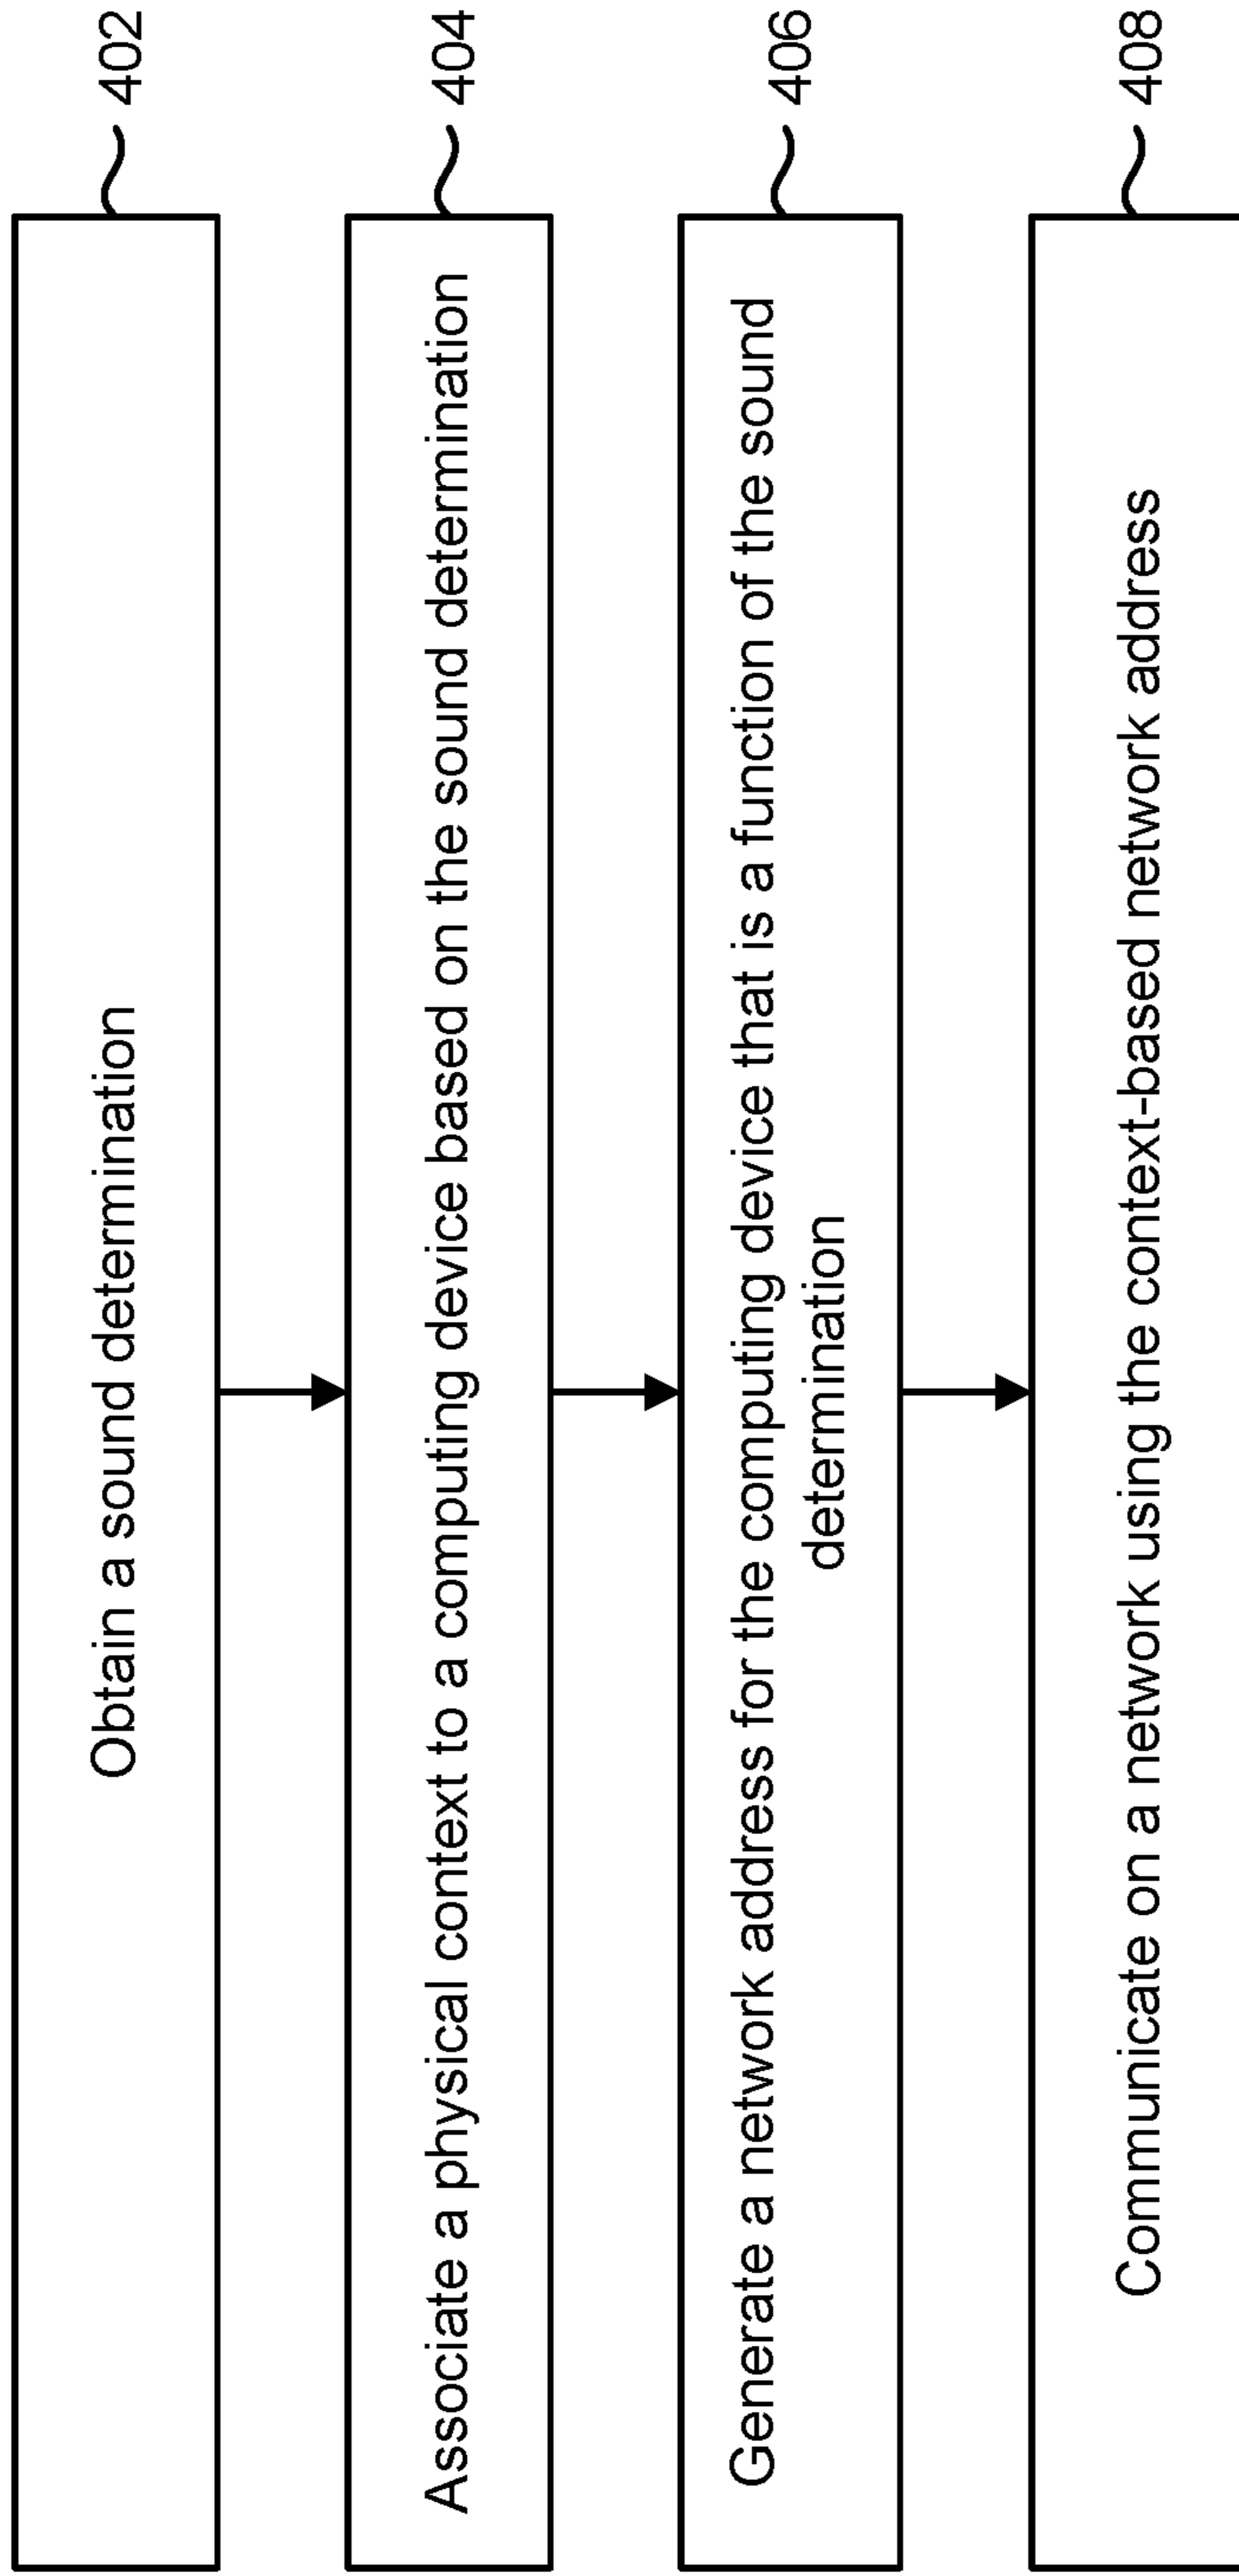 Obtain a sound determination
402
Associate a physical context to a computing device based on the sound determination
404
Generate a network address for the computing device that is a function of the sound
determination
406
Communicate on a network using the context-based network address
408